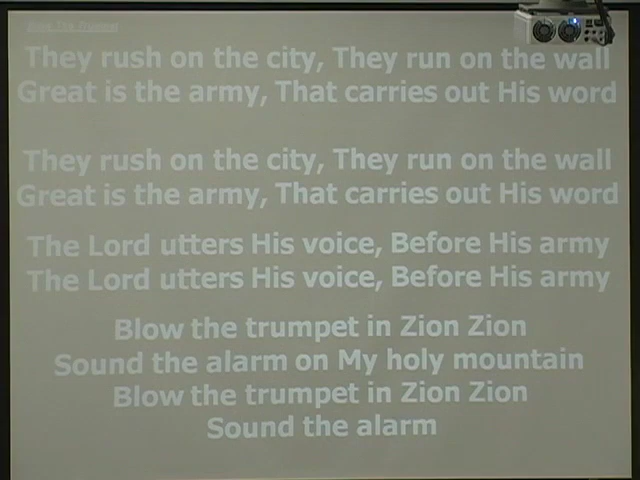 Blow The Trumpet
They rush on the city, They run on the wall
Great is the army, That carries out His word
They rush on the city, They run on the wall
Great is the army, That carries out His word
The Lord utters His voice, Before His army
The Lord utters His voice, Before His army
Blow the trumpet in Zion Zion
Sound the alarm on My holy mountain
Blow the trumpet in Zion Zion
Sound the alarm